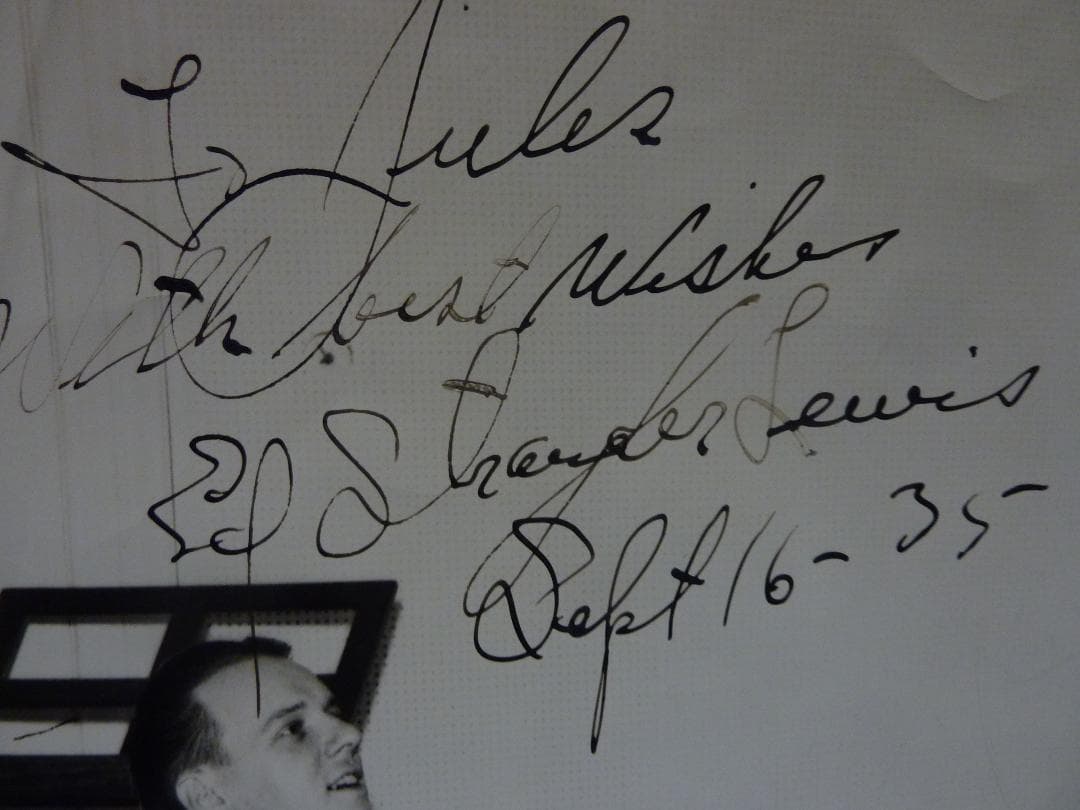 To Jules
With best Wishes
Ed Strangler Lewis
Sept 16 - 35 -